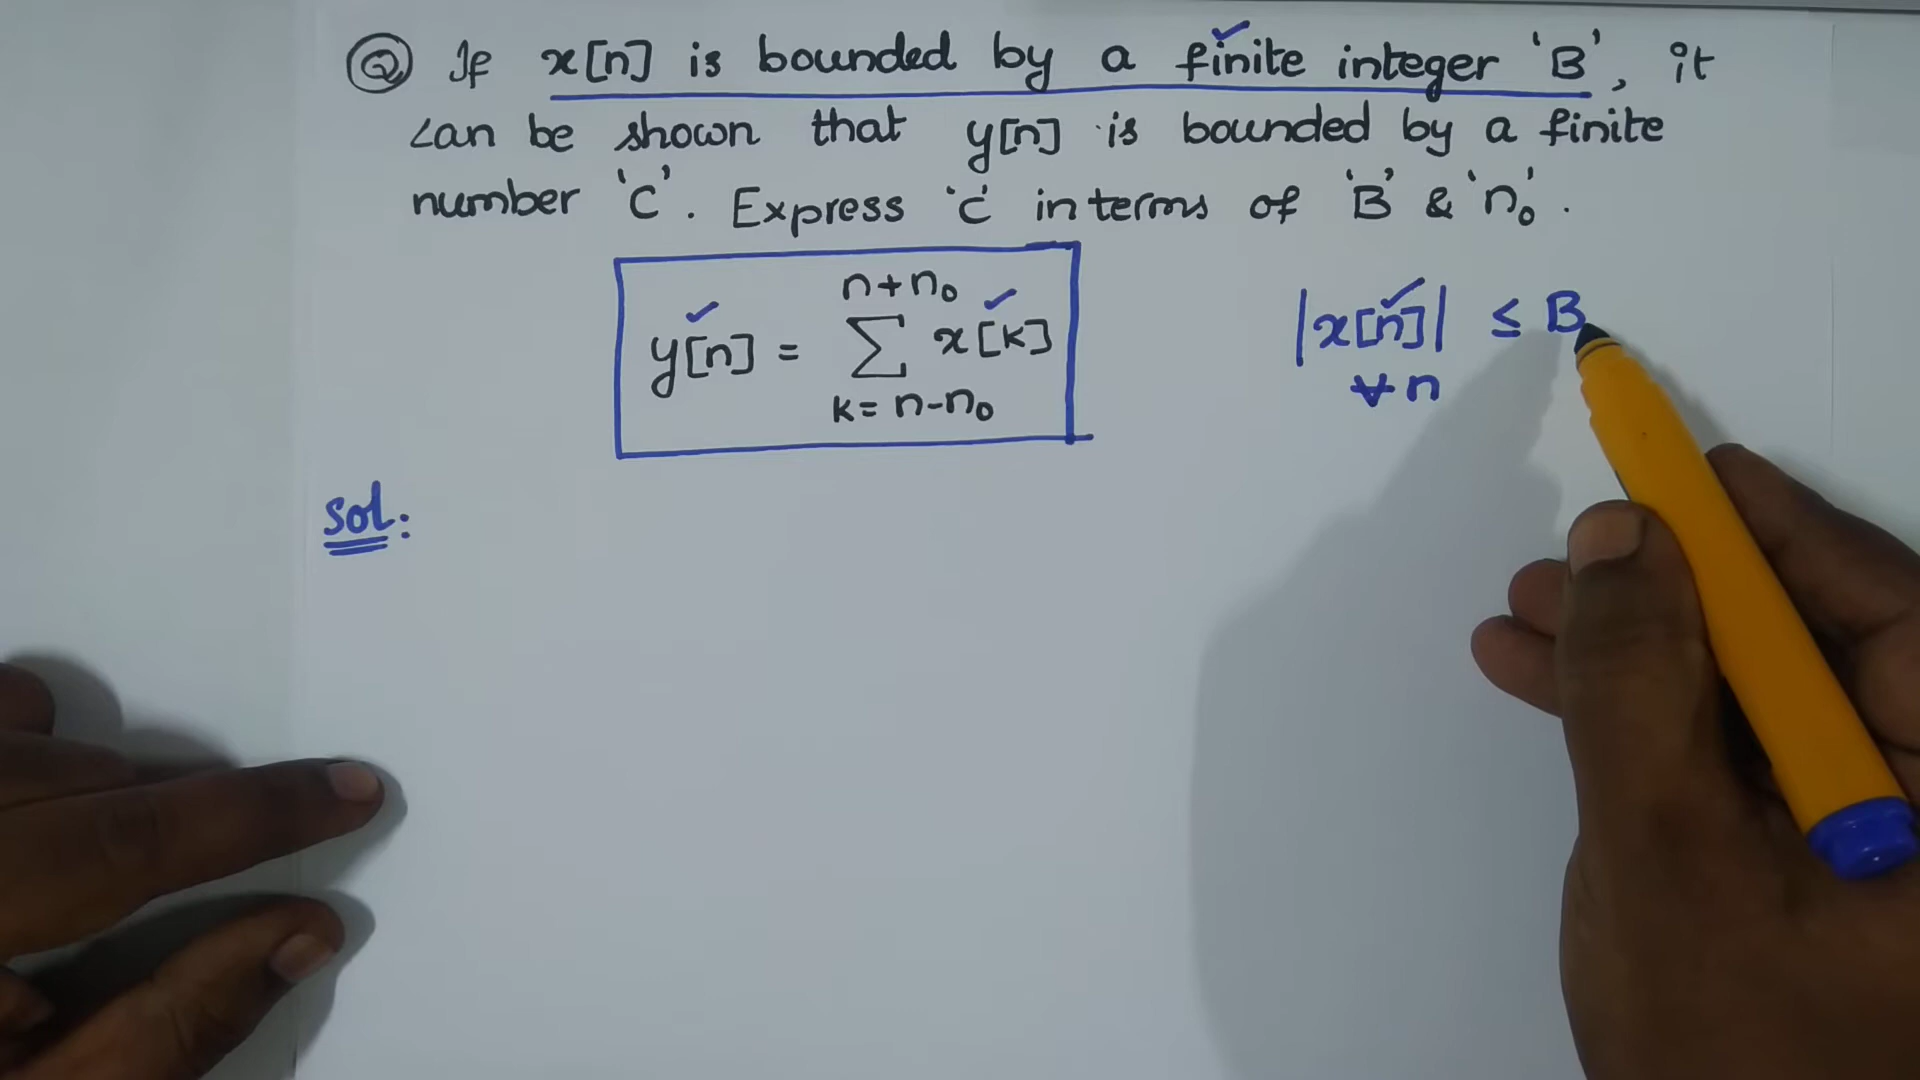 Q If x[n] is bounded by a finite integer 'B', it
can be shown that y[n] is bounded by a finite
number 'C'. Express 'C' in terms of 'B' & 'n₀'.
n+n₀
y[n] = Σ x[k]
k= n-n₀
|x[n]| ≤ B
∀ n
Sol: